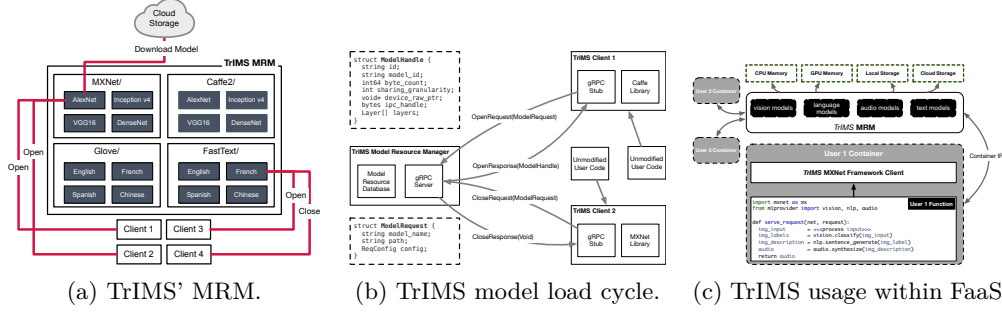 Cloud
Storage
Download Model
TrIMS MRM
MXNet/
AlexNet
Inception v4
VGG16
DenseNet
Caffe2/
AlexNet
Inception v4
VGG16
DenseNet
Glove/
English
French
Spanish
Chinese
FastText/
English
French
Spanish
Chinese
Open
Open
Open
Close
Client 1
Client 3
Client 2
Client 4
(a) TrIMS' MRM.
struct ModelHandle {
string id;
string model_id;
int64 byte_count;
int sharing_granularity;
void* device_raw_ptr;
bytes ipc_handle;
Layer[] layers;
}
TrIMS Client 1
gRPC
Stub
Caffe
Library
OpenRequest(ModelRequest)
TrIMS Model Resource Manager
Model
Resource
Database
gRPC
Server
OpenResponse(ModelHandle)
Unmodified
User Code
Unmodified
User Code
CloseRequest(ModelRequest)
CloseResponse(Void)
TrIMS Client 2
gRPC
Stub
MXNet
Library
struct ModelRequest {
string model_name;
string path;
ReqConfig config;
}
(b) TrIMS model load cycle.
CPU Memory
GPU Memory
Local Storage
Cloud Storage
User 2 Container
vision models
language
models
audio models
text models
TrIMS MRM
User 3 Container
Container IPC
User 1 Container
TrIMS MXNet Framework Client
User 1 Function
import mxnet as mx
from mlprovider import vision, nlp, audio
def serve_request(net, request):
img_input = <<<process input>>>
img_labels = vision.classify(img_input)
img_description = nlp.sentence_generate(img_label)
audio = audio.synthesize(img_description)
return audio
(c) TrIMS usage within FaaS